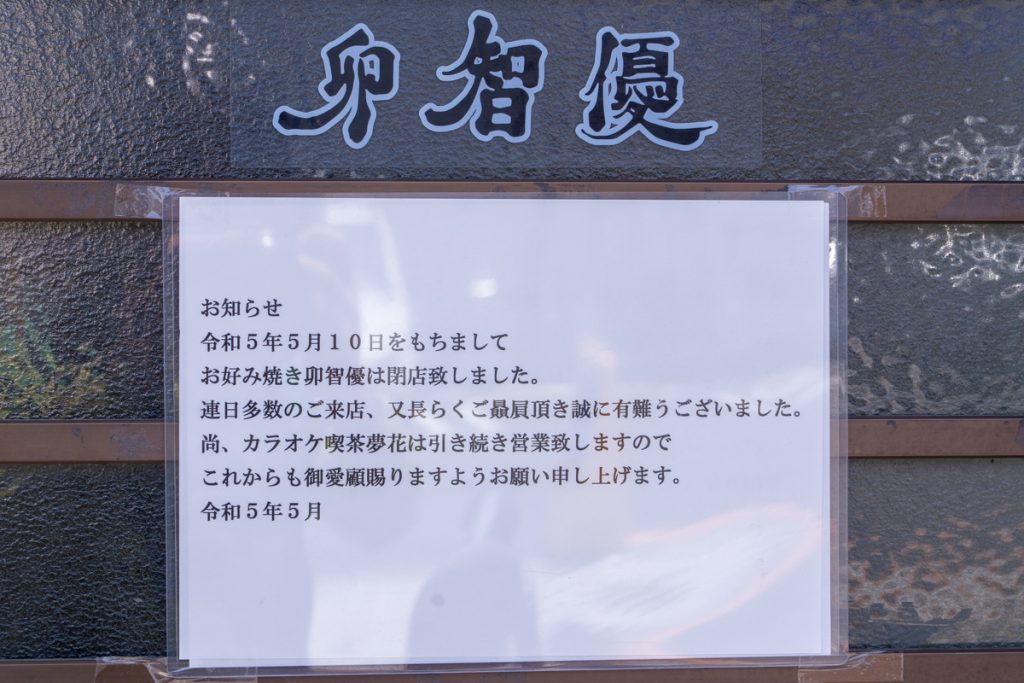 卯智優
お知らせ
令和５年５月１０日をもちまして
お好み焼き卯智優は閉店致しました。
連日多数のご来店、又長らくご贔屓頂き誠に有難うございました。
尚、カラオケ喫茶夢花は引き続き営業致しますので
これからも御愛顧賜りますようお願い申し上げます。
令和５年５月